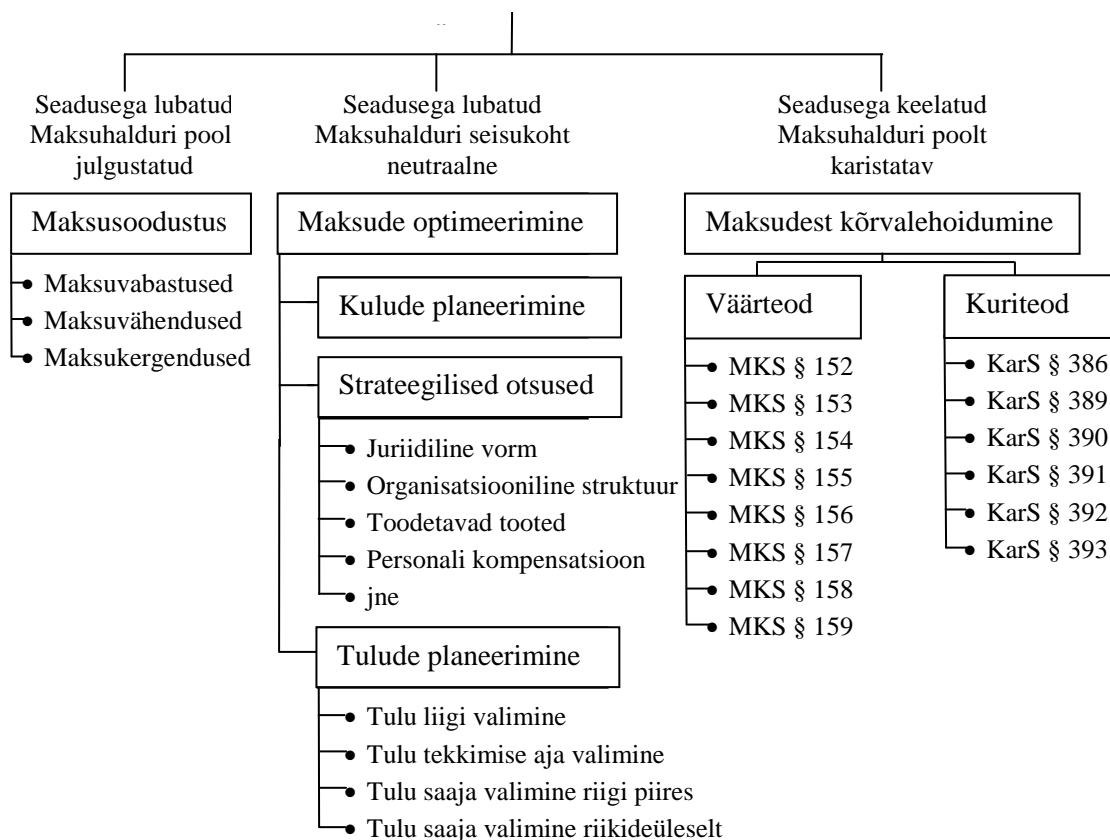 Seadusega lubatud
Maksuhalduri pool
julgustatud
Maksusoodustus
• Maksuvabastused
• Maksuvähendused
• Maksukergendused
Seadusega lubatud
Maksuhalduri seisukoht
neutraalne
Maksude optimeerimine
Kulude planeerimine
Strateegilised otsused
• Juriidiline vorm
• Organisatsiooniline struktuur
• Toodetavad tooted
• Personali kompensatsioon
• jne
Tulude planeerimine
• Tulu liigi valimine
• Tulu tekkimise aja valimine
• Tulu saaja valimine riigi piires
• Tulu saaja valimine riikideüleselt
Seadusega keelatud
Maksuhalduri poolt
karistatav
Maksudest kõrvalehoidumine
Väärteod
• MKS § 152
• MKS § 153
• MKS § 154
• MKS § 155
• MKS § 156
• MKS § 157
• MKS § 158
• MKS § 159
Kuriteod
• KarS § 386
• KarS § 389
• KarS § 390
• KarS § 391
• KarS § 392
• KarS § 393